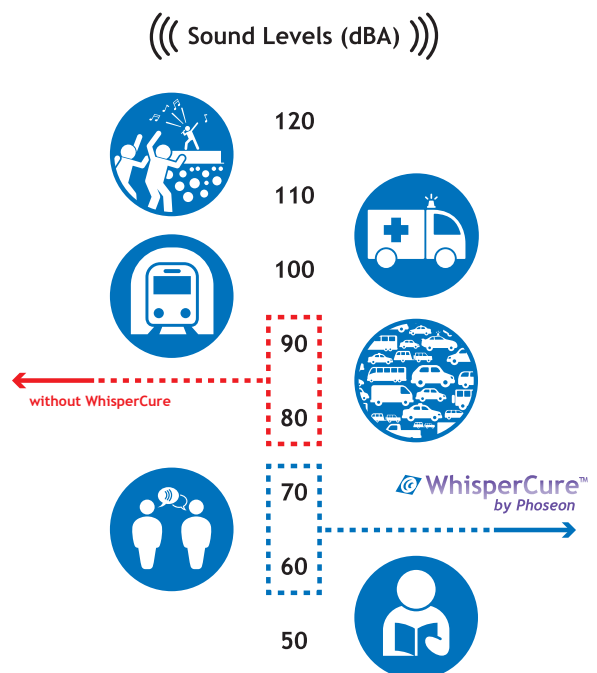 Sound Levels (dBA)
120
110
100
90
without WhisperCure
80
70
WhisperCure™
by Phoseon
60
50